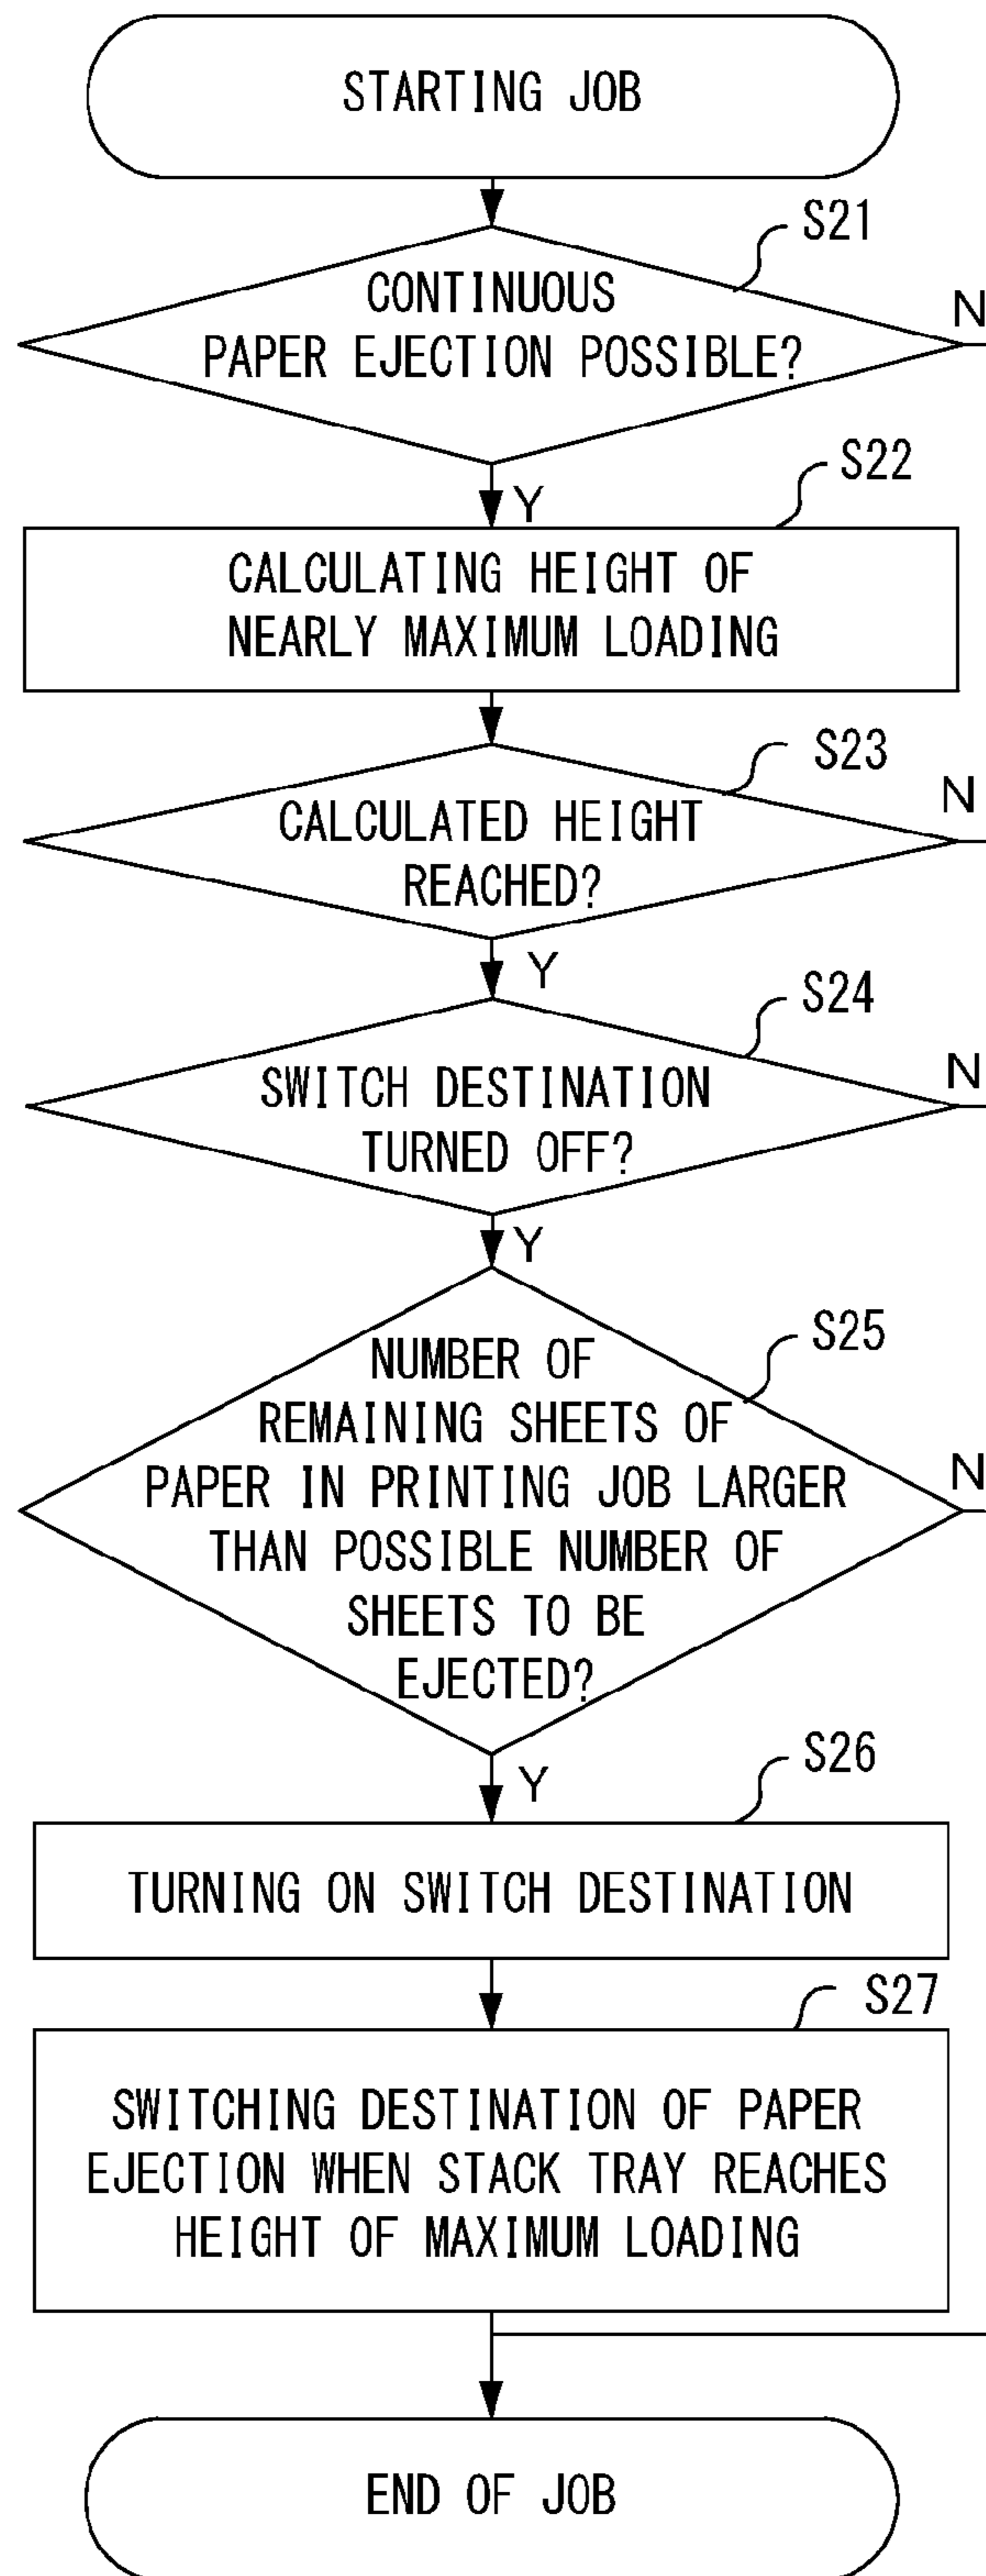 STARTING JOB
S21
CONTINUOUS
PAPER EJECTION POSSIBLE?
N
Y
S22
CALCULATING HEIGHT OF
NEARLY MAXIMUM LOADING
S23
CALCULATED HEIGHT
REACHED?
N
Y
S24
SWITCH DESTINATION
TURNED OFF?
N
Y
S25
NUMBER OF
REMAINING SHEETS OF
PAPER IN PRINTING JOB LARGER
THAN POSSIBLE NUMBER OF
SHEETS TO BE
EJECTED?
N
Y
S26
TURNING ON SWITCH DESTINATION
S27
SWITCHING DESTINATION OF PAPER
EJECTION WHEN STACK TRAY REACHES
HEIGHT OF MAXIMUM LOADING
END OF JOB